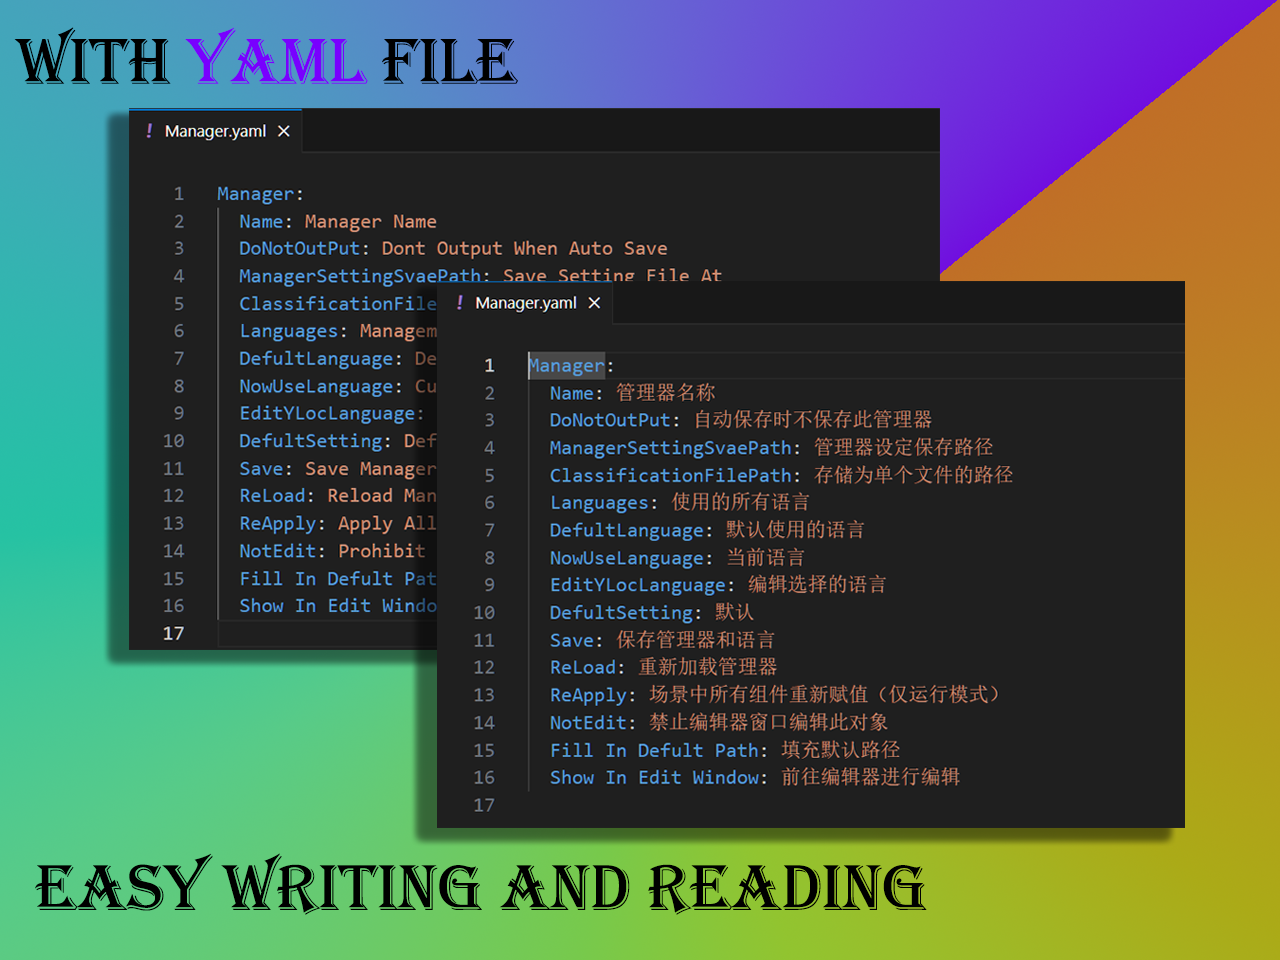 WITH YAML FILE
! Manager.yaml ×
1 Manager:
2 Name: Manager Name
3 DoNotOutPut: Dont Output When Auto Save
4 ManagerSettingSvaePath: Save Setting File At
5 ClassificationFile
6 Languages: Managem
7 DefultLanguage: De
8 NowUseLanguage: Cu
9 EditYLocLanguage:
10 DefultSetting: Def
11 Save: Save Manager
12 ReLoad: Reload Man
13 ReApply: Apply All
14 NotEdit: Prohibit
15 Fill In Defult Pat
16 Show In Edit Windo
17
! Manager.yaml ×
1 Manager:
2 Name: 管理器名称
3 DoNotOutPut: 自动保存时不保存此管理器
4 ManagerSettingSvaePath: 管理器设定保存路径
5 ClassificationFilePath: 存储为单个文件的路径
6 Languages: 使用的所有语言
7 DefultLanguage: 默认使用的语言
8 NowUseLanguage: 当前语言
9 EditYLocLanguage: 编辑选择的语言
10 DefultSetting: 默认
11 Save: 保存管理器和语言
12 ReLoad: 重新加载管理器
13 ReApply: 场景中所有组件重新赋值（仅运行模式）
14 NotEdit: 禁止编辑器窗口编辑此对象
15 Fill In Defult Path: 填充默认路径
16 Show In Edit Window: 前往编辑器进行编辑
17
EASY WRITING AND READING